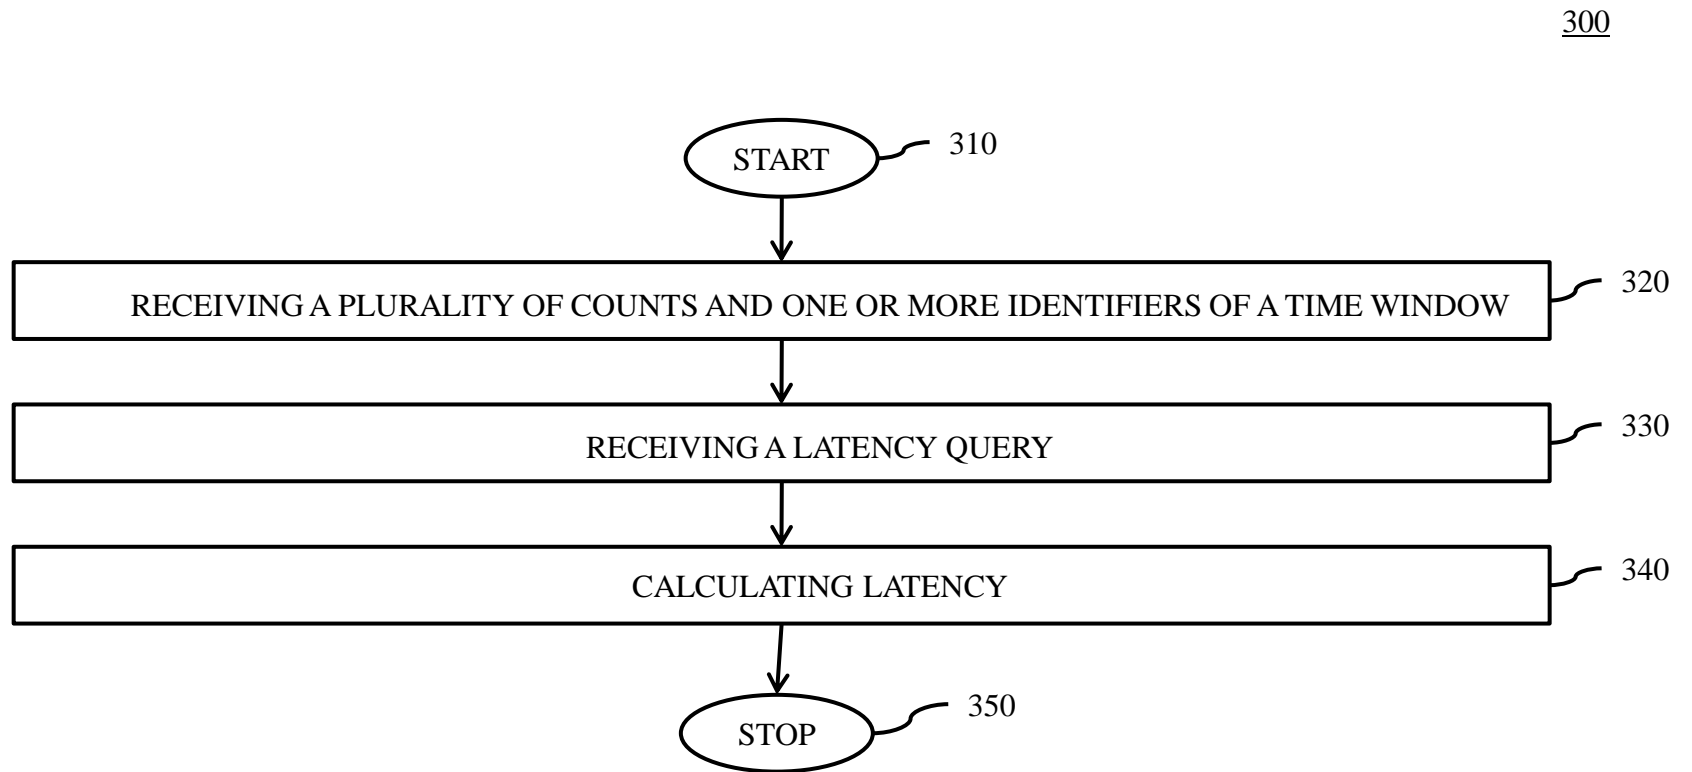 300
START
310
RECEIVING A PLURALITY OF COUNTS AND ONE OR MORE IDENTIFIERS OF A TIME WINDOW
320
RECEIVING A LATENCY QUERY
330
CALCULATING LATENCY
340
STOP
350